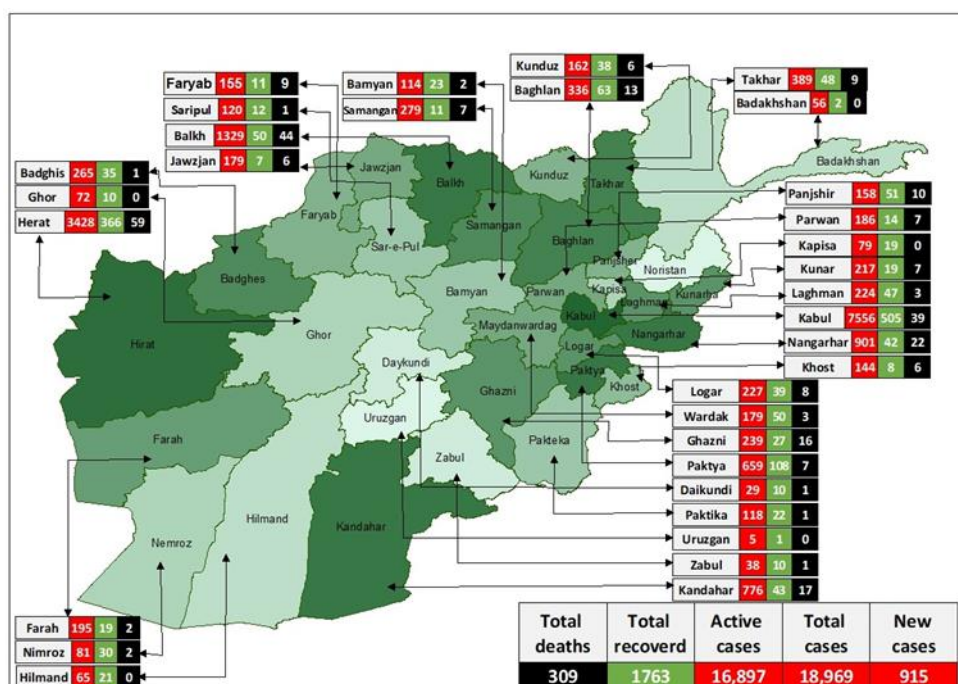 Faryab 155 11 9
Saripul 120 12 1
Balkh 1329 50 44
Jawzjan 179 7 6
Bamyan 114 23 2
Samangan 279 11 7
Kunduz 162 38 6
Baghlan 336 63 13
Takhar 389 48 9
Badakhshan 56 2 0
Badghis 265 35 1
Ghor 72 10 0
Herat 3428 366 59
Panjshir 158 51 10
Parwan 186 14 7
Kapisa 79 19 0
Kunar 217 19 7
Laghman 224 47 3
Kabul 7556 505 39
Nangarhar 901 42 22
Khost 144 8 6
Logar 227 39 8
Wardak 179 50 3
Ghazni 239 27 16
Paktya 659 108 7
Daikundi 29 10 1
Paktika 118 22 1
Uruzgan 5 1 0
Zabul 38 10 1
Kandahar 776 43 17
Farah 195 19 2
Nimroz 81 30 2
Hilmand 65 21 0
Jawzjan
Balkh
Kunduz
Takhar
Badakhshan
Faryab
Samangan
Baghlan
Sar-e-Pul
Panjsher
Noristan
Badghes
Bamyan
Parwan
Kapisa
Laghman
Kunarha
Ghor
Maydanwardag
Kabul
Nangarhar
Hirat
Daykundi
Logar
Paktya
Ghazni
Khost
Uruzgan
Farah
Zabul
Pakteka
Hilmand
Kandahar
Nemroz
Total deaths
Total recoverd
Active cases
Total cases
New cases
309 1763 16,897 18,969 915